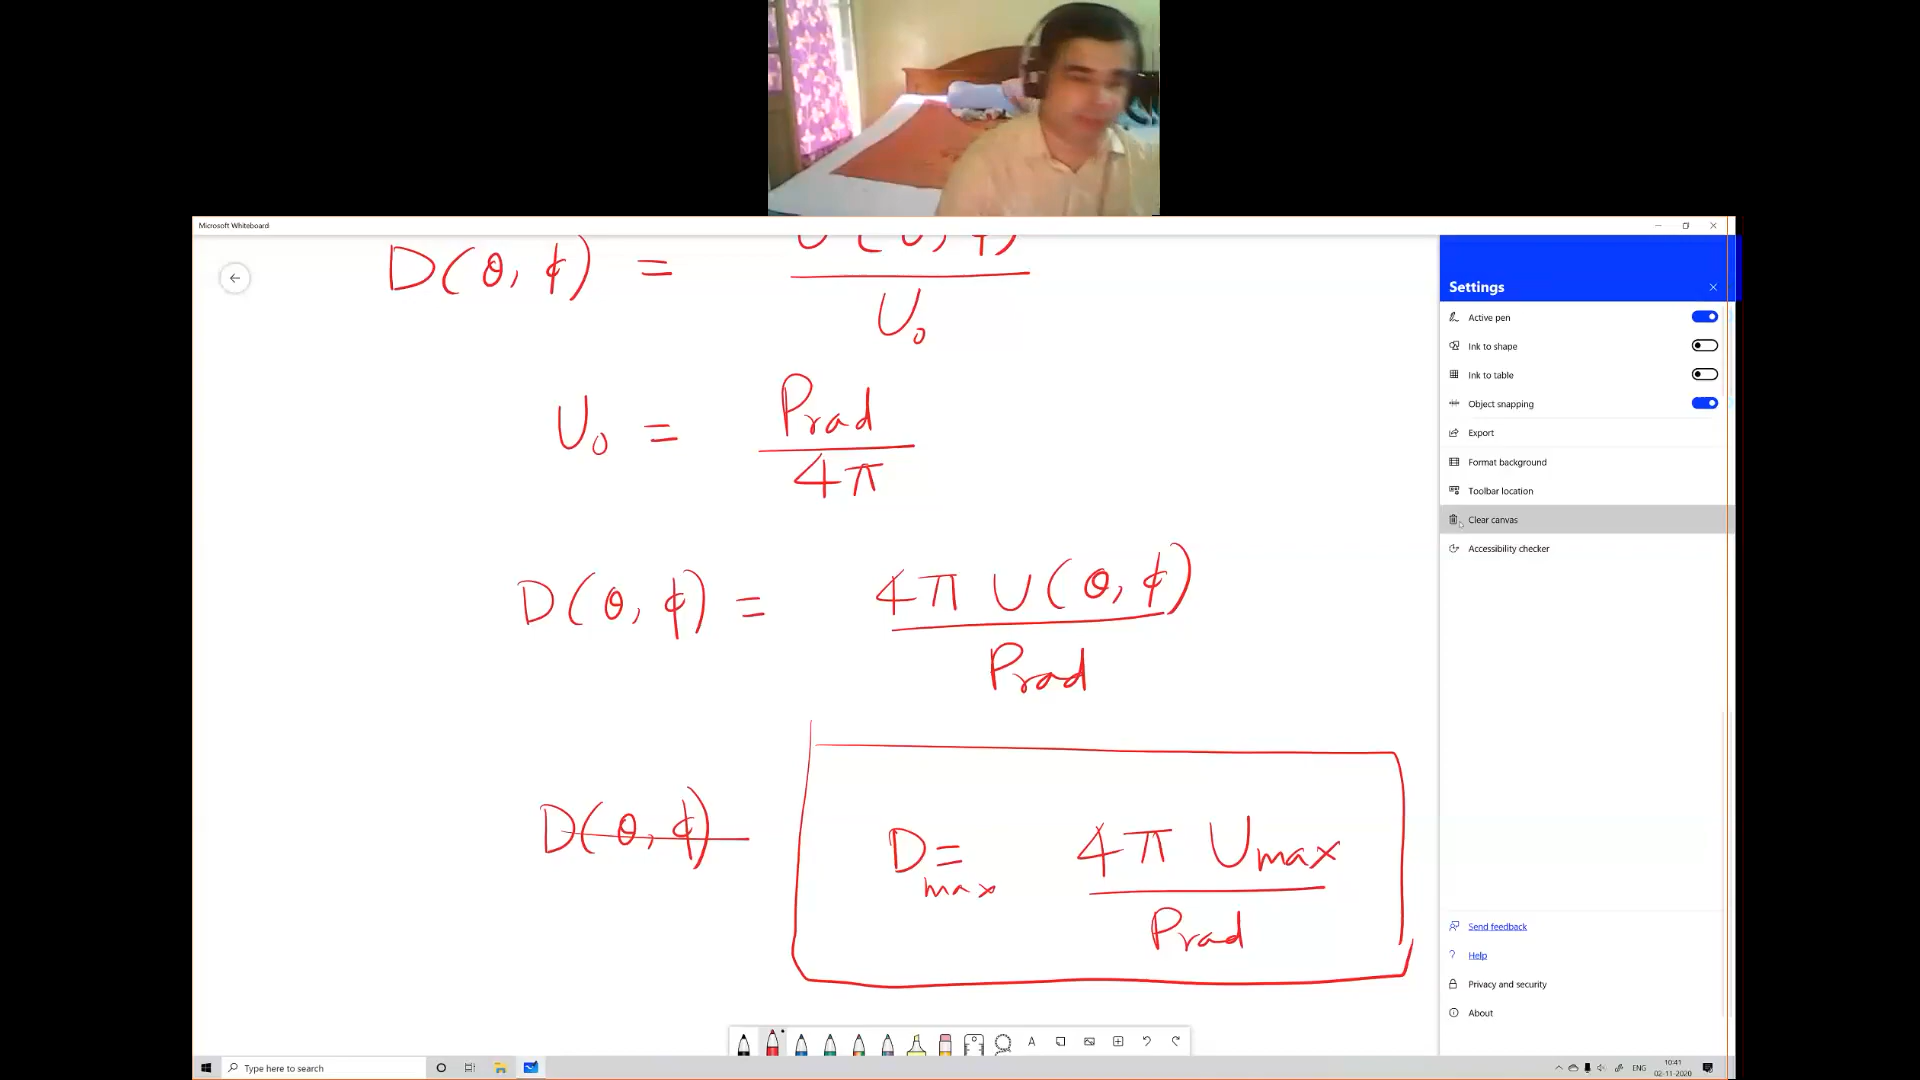 Microsoft Whiteboard
D(θ, φ) = U(θ, φ) / U₀
U₀ = Prad / 4π
D(θ, φ) = 4π U(θ, φ) / Prad
D(θ, φ)
Dmax = 4π Umax / Prad
Settings
Active pen
Ink to shape
Ink to table
Object snapping
Export
Format background
Toolbar location
Clear canvas
Accessibility checker
Send feedback
Help
Privacy and security
About
Type here to search
ENG
10:41
02-11-2020